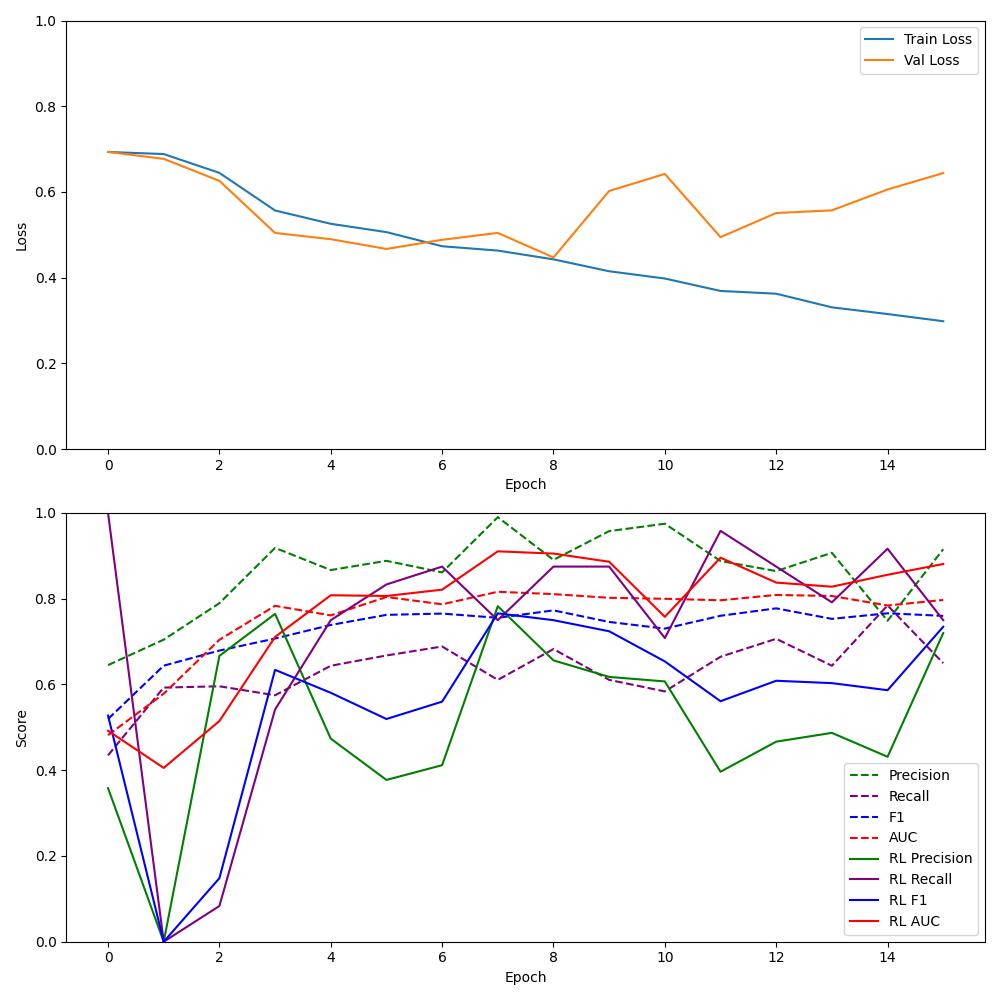 1.0
0.8
0.6
0.4
0.2
0.0
Loss
Train Loss
Val Loss
0 2 4 6 8 10 12 14
Epoch
1.0
0.8
0.6
0.4
0.2
0.0
Score
Precision
Recall
F1
AUC
RL Precision
RL Recall
RL F1
RL AUC
0 2 4 6 8 10 12 14
Epoch